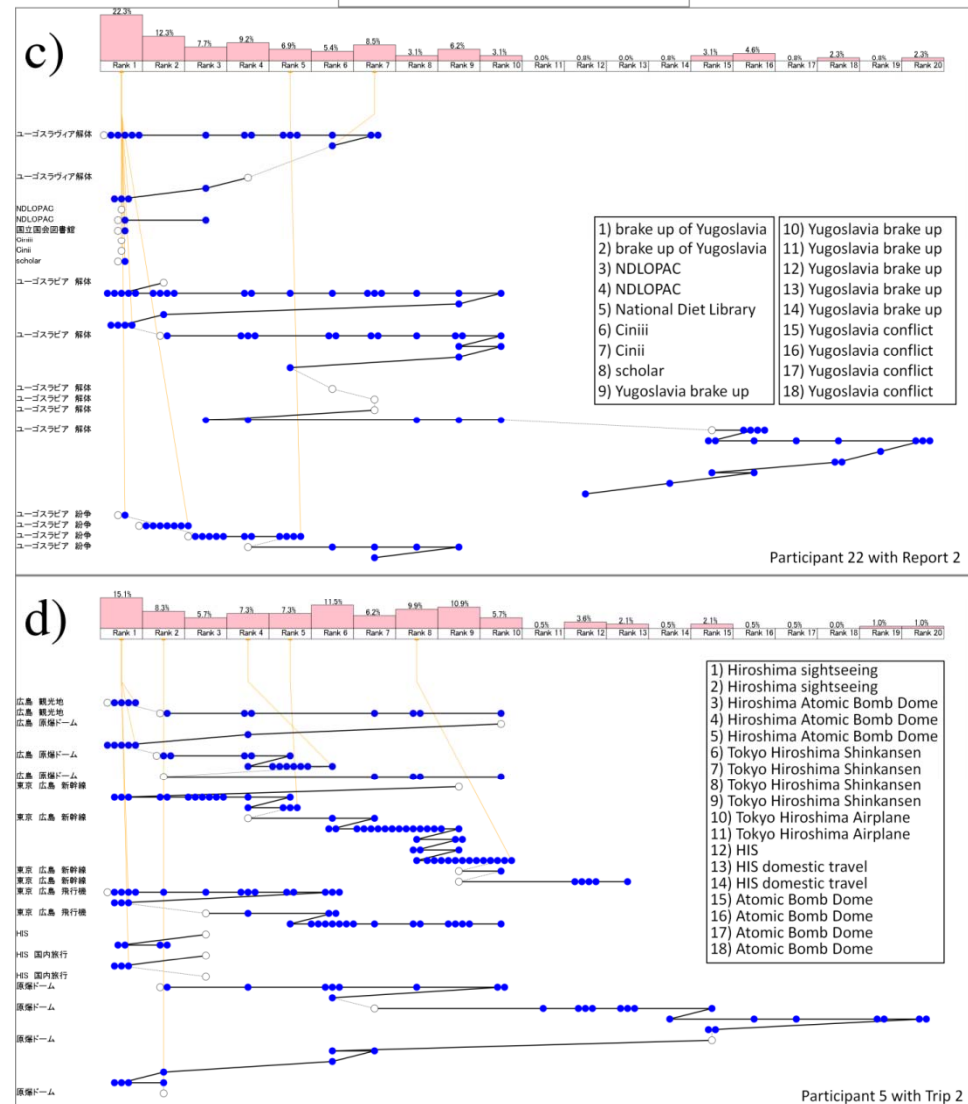 c)
22.3% 12.3% 7.7% 9.2% 6.9% 5.4% 8.5% 3.1% 6.2% 3.1% 0.0% 0.8% 0.0% 0.8% 3.1% 4.6% 0.8% 2.3% 0.8% 2.3%
Rank 1 Rank 2 Rank 3 Rank 4 Rank 5 Rank 6 Rank 7 Rank 8 Rank 9 Rank 10 Rank 11 Rank 12 Rank 13 Rank 14 Rank 15 Rank 16 Rank 17 Rank 18 Rank 19 Rank 20
ユーゴスラヴィア解体
ユーゴスラヴィア解体
NDLOPAC
NDLOPAC
国立国会図書館
Ciniii
Cinii
scholar
ユーゴスラビア 解体
ユーゴスラビア 解体
ユーゴスラビア 解体
ユーゴスラビア 解体
ユーゴスラビア 解体
ユーゴスラビア 解体
ユーゴスラビア 紛争
ユーゴスラビア 紛争
ユーゴスラビア 紛争
ユーゴスラビア 紛争
1) brake up of Yugoslavia
2) brake up of Yugoslavia
3) NDLOPAC
4) NDLOPAC
5) National Diet Library
6) Ciniii
7) Cinii
8) scholar
9) Yugoslavia brake up
10) Yugoslavia brake up
11) Yugoslavia brake up
12) Yugoslavia brake up
13) Yugoslavia brake up
14) Yugoslavia brake up
15) Yugoslavia conflict
16) Yugoslavia conflict
17) Yugoslavia conflict
18) Yugoslavia conflict
Participant 22 with Report 2
d)
15.1% 8.3% 5.7% 7.3% 7.3% 11.5% 6.2% 9.9% 10.9% 5.7% 0.5% 3.6% 2.1% 0.5% 2.1% 0.5% 0.5% 0.0% 1.0% 1.0%
Rank 1 Rank 2 Rank 3 Rank 4 Rank 5 Rank 6 Rank 7 Rank 8 Rank 9 Rank 10 Rank 11 Rank 12 Rank 13 Rank 14 Rank 15 Rank 16 Rank 17 Rank 18 Rank 19 Rank 20
広島 観光地
広島 観光地
広島 原爆ドーム
広島 原爆ドーム
広島 原爆ドーム
東京 広島 新幹線
東京 広島 新幹線
東京 広島 新幹線
東京 広島 新幹線
東京 広島 飛行機
東京 広島 飛行機
HIS
HIS 国内旅行
HIS 国内旅行
原爆ドーム
原爆ドーム
原爆ドーム
原爆ドーム
1) Hiroshima sightseeing
2) Hiroshima sightseeing
3) Hiroshima Atomic Bomb Dome
4) Hiroshima Atomic Bomb Dome
5) Hiroshima Atomic Bomb Dome
6) Tokyo Hiroshima Shinkansen
7) Tokyo Hiroshima Shinkansen
8) Tokyo Hiroshima Shinkansen
9) Tokyo Hiroshima Shinkansen
10) Tokyo Hiroshima Airplane
11) Tokyo Hiroshima Airplane
12) HIS
13) HIS domestic travel
14) HIS domestic travel
15) Atomic Bomb Dome
16) Atomic Bomb Dome
17) Atomic Bomb Dome
18) Atomic Bomb Dome
Participant 5 with Trip 2